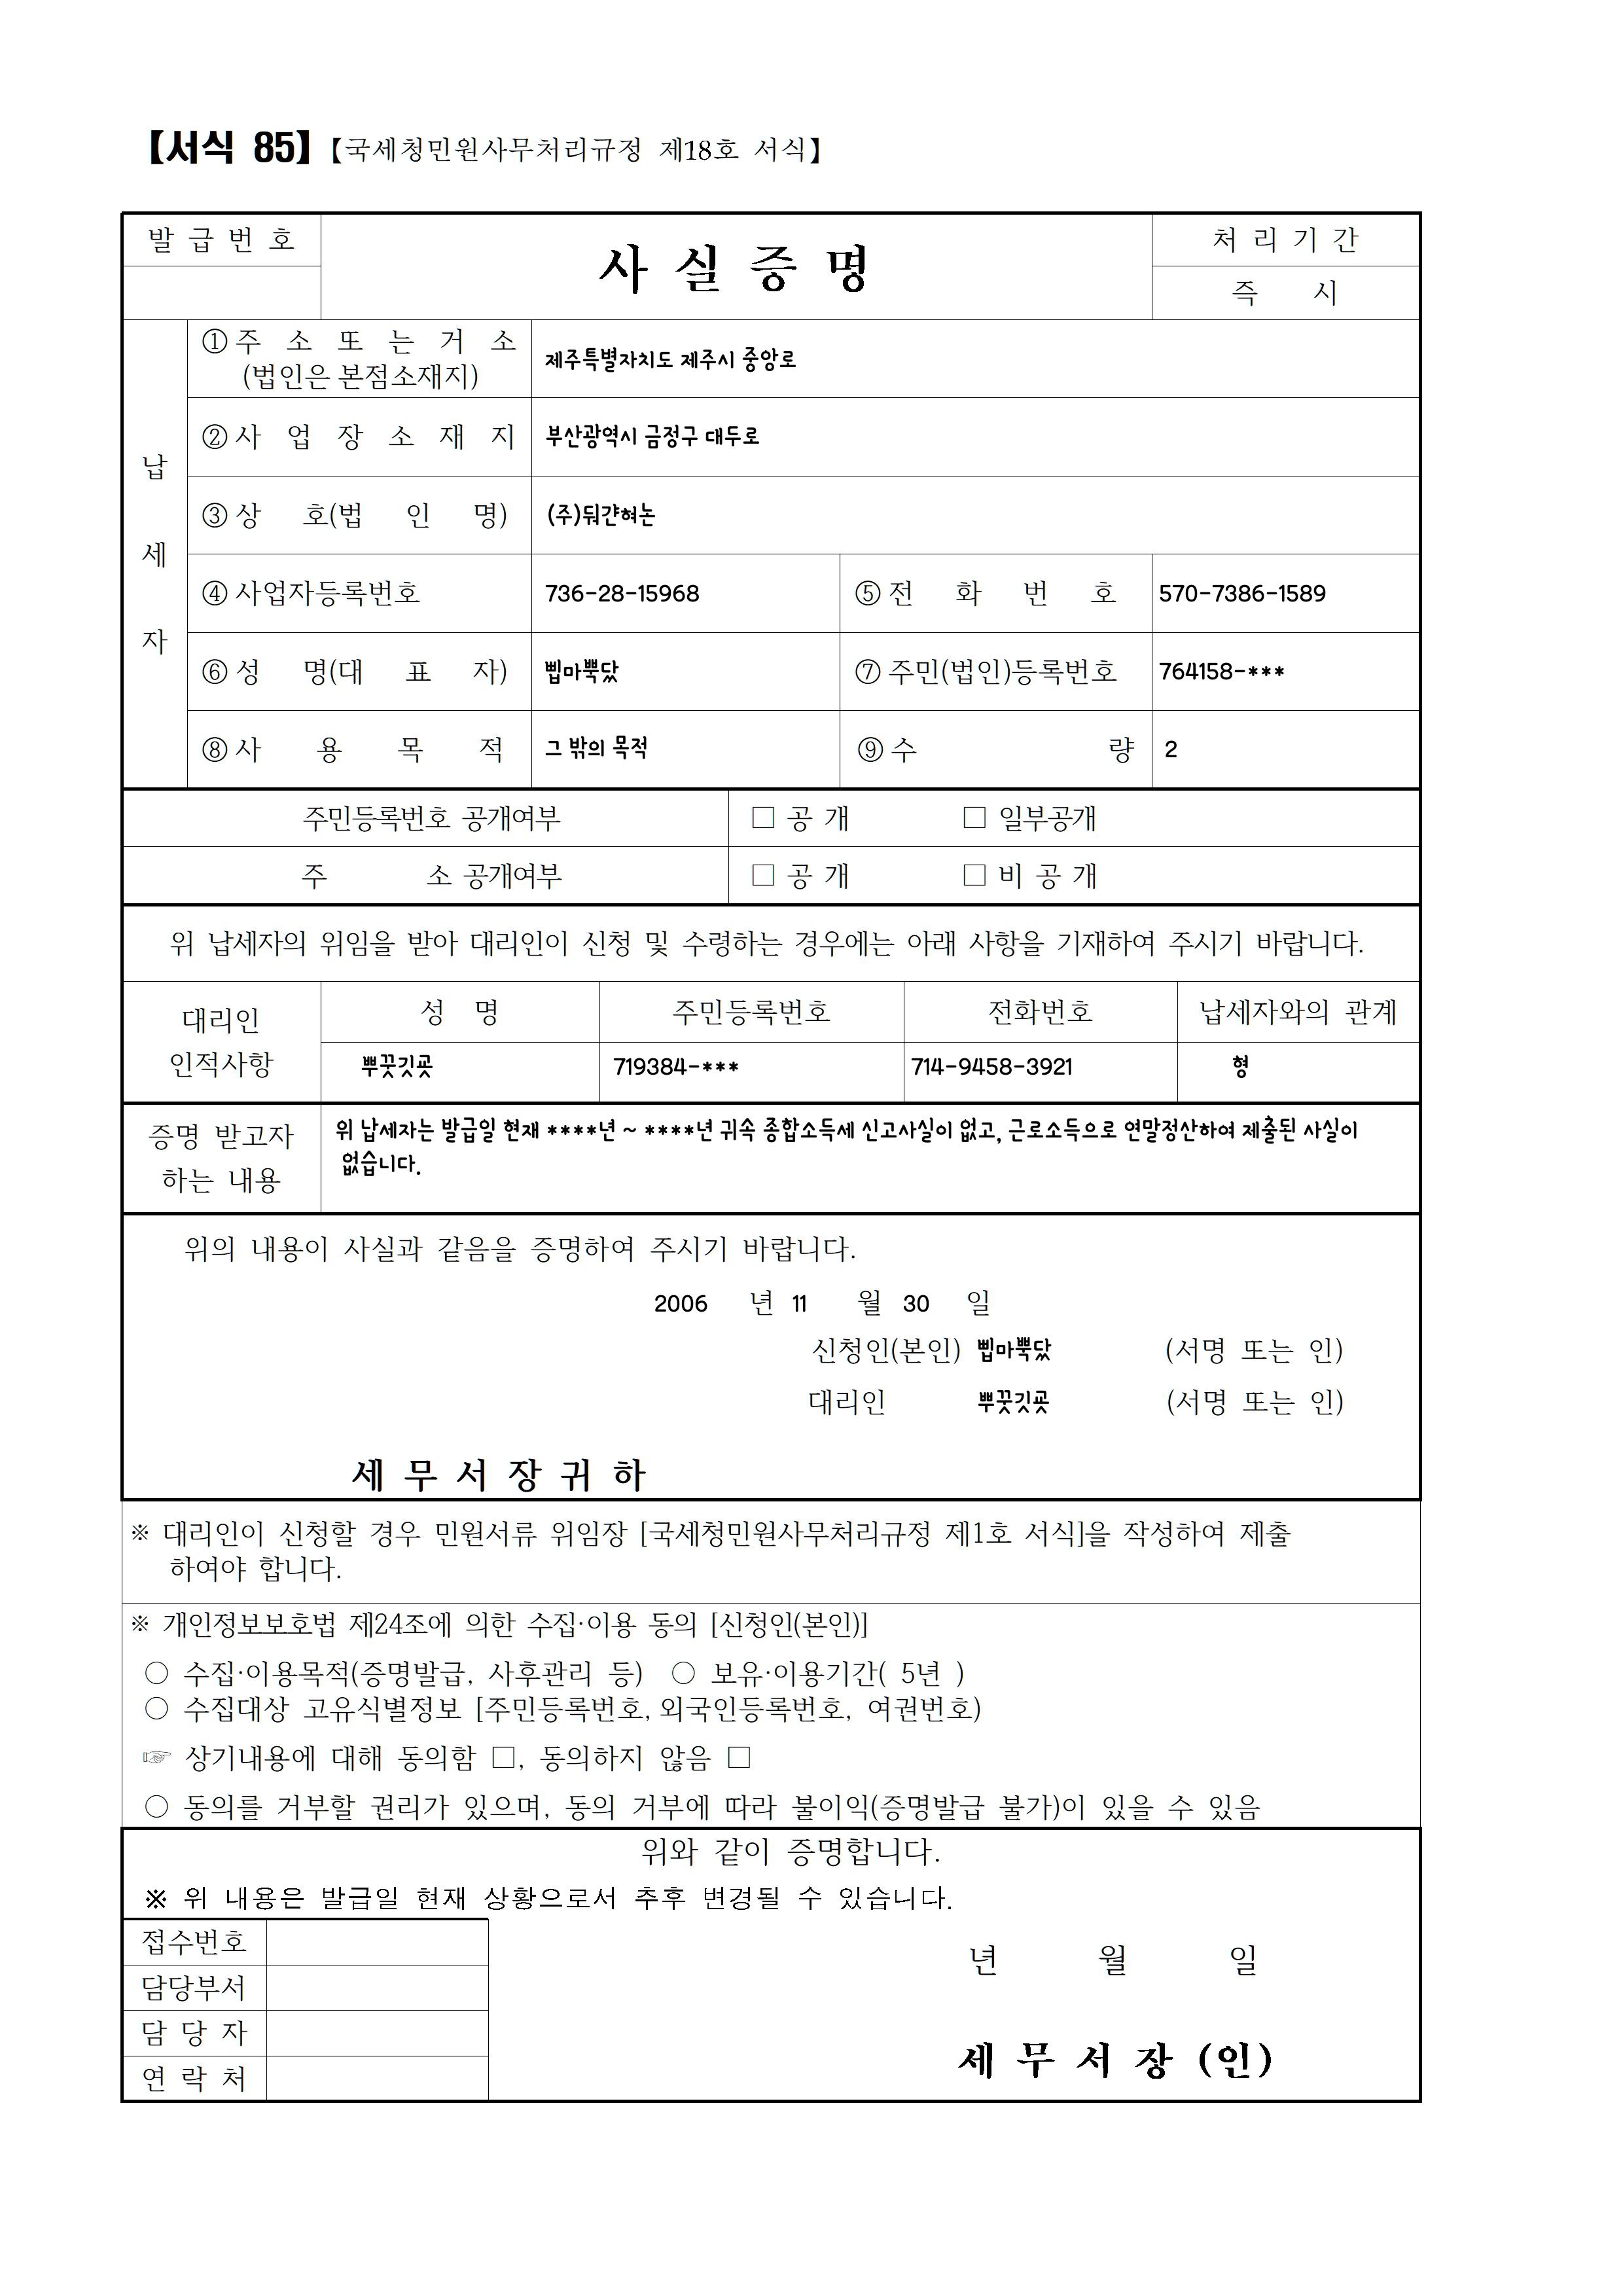 【서식 85】【국세청민원사무처리규정 제18호 서식】
발 급 번 호
사 실 증 명
처 리 기 간
즉 시
납 세 자
① 주 소 또 는 거 소
(법인은 본점소재지)
제주특별자치도 제주시 중앙로
② 사 업 장 소 재 지
부산광역시 금정구 대두로
③ 상 호(법 인 명)
(주)둬갼혀논
④ 사업자등록번호
736-28-15968
⑤ 전 화 번 호
570-7386-1589
⑥ 성 명(대 표 자)
삡마뿍닸
⑦ 주민(법인)등록번호
764158-***
⑧ 사 용 목 적
그 밖의 목적
⑨ 수 량
2
주민등록번호 공개여부
□ 공 개 □ 일부공개
주 소 공개여부
□ 공 개 □ 비 공 개
위 납세자의 위임을 받아 대리인이 신청 및 수령하는 경우에는 아래 사항을 기재하여 주시기 바랍니다.
대리인
인적사항
성 명
주민등록번호
전화번호
납세자와의 관계
719384-***
714-9458-3921
형
증명 받고자
하는 내용
위 납세자는 발급일 현재 ****년 ~ ****년 귀속 종합소득세 신고사실이 없고, 근로소득으로 연말정산하여 제출된 사실이
없습니다.
위의 내용이 사실과 같음을 증명하여 주시기 바랍니다.
2006 년 11 월 30 일
신청인(본인) 삡마뿍닸 (서명 또는 인)
대리인 (서명 또는 인)
세 무 서 장 귀 하
※ 대리인이 신청할 경우 민원서류 위임장 [국세청민원사무처리규정 제1호 서식]을 작성하여 제출
하여야 합니다.
※ 개인정보보호법 제24조에 의한 수집·이용 동의 [신청인(본인)]
○ 수집·이용목적(증명발급, 사후관리 등) ○ 보유·이용기간( 5년 )
○ 수집대상 고유식별정보 [주민등록번호, 외국인등록번호, 여권번호)
☞ 상기내용에 대해 동의함 □, 동의하지 않음 □
○ 동의를 거부할 권리가 있으며, 동의 거부에 따라 불이익(증명발급 불가)이 있을 수 있음
위와 같이 증명합니다.
※ 위 내용은 발급일 현재 상황으로서 추후 변경될 수 있습니다.
접수번호
담당부서
담 당 자
연 락 처
년 월 일
세 무 서 장 (인)